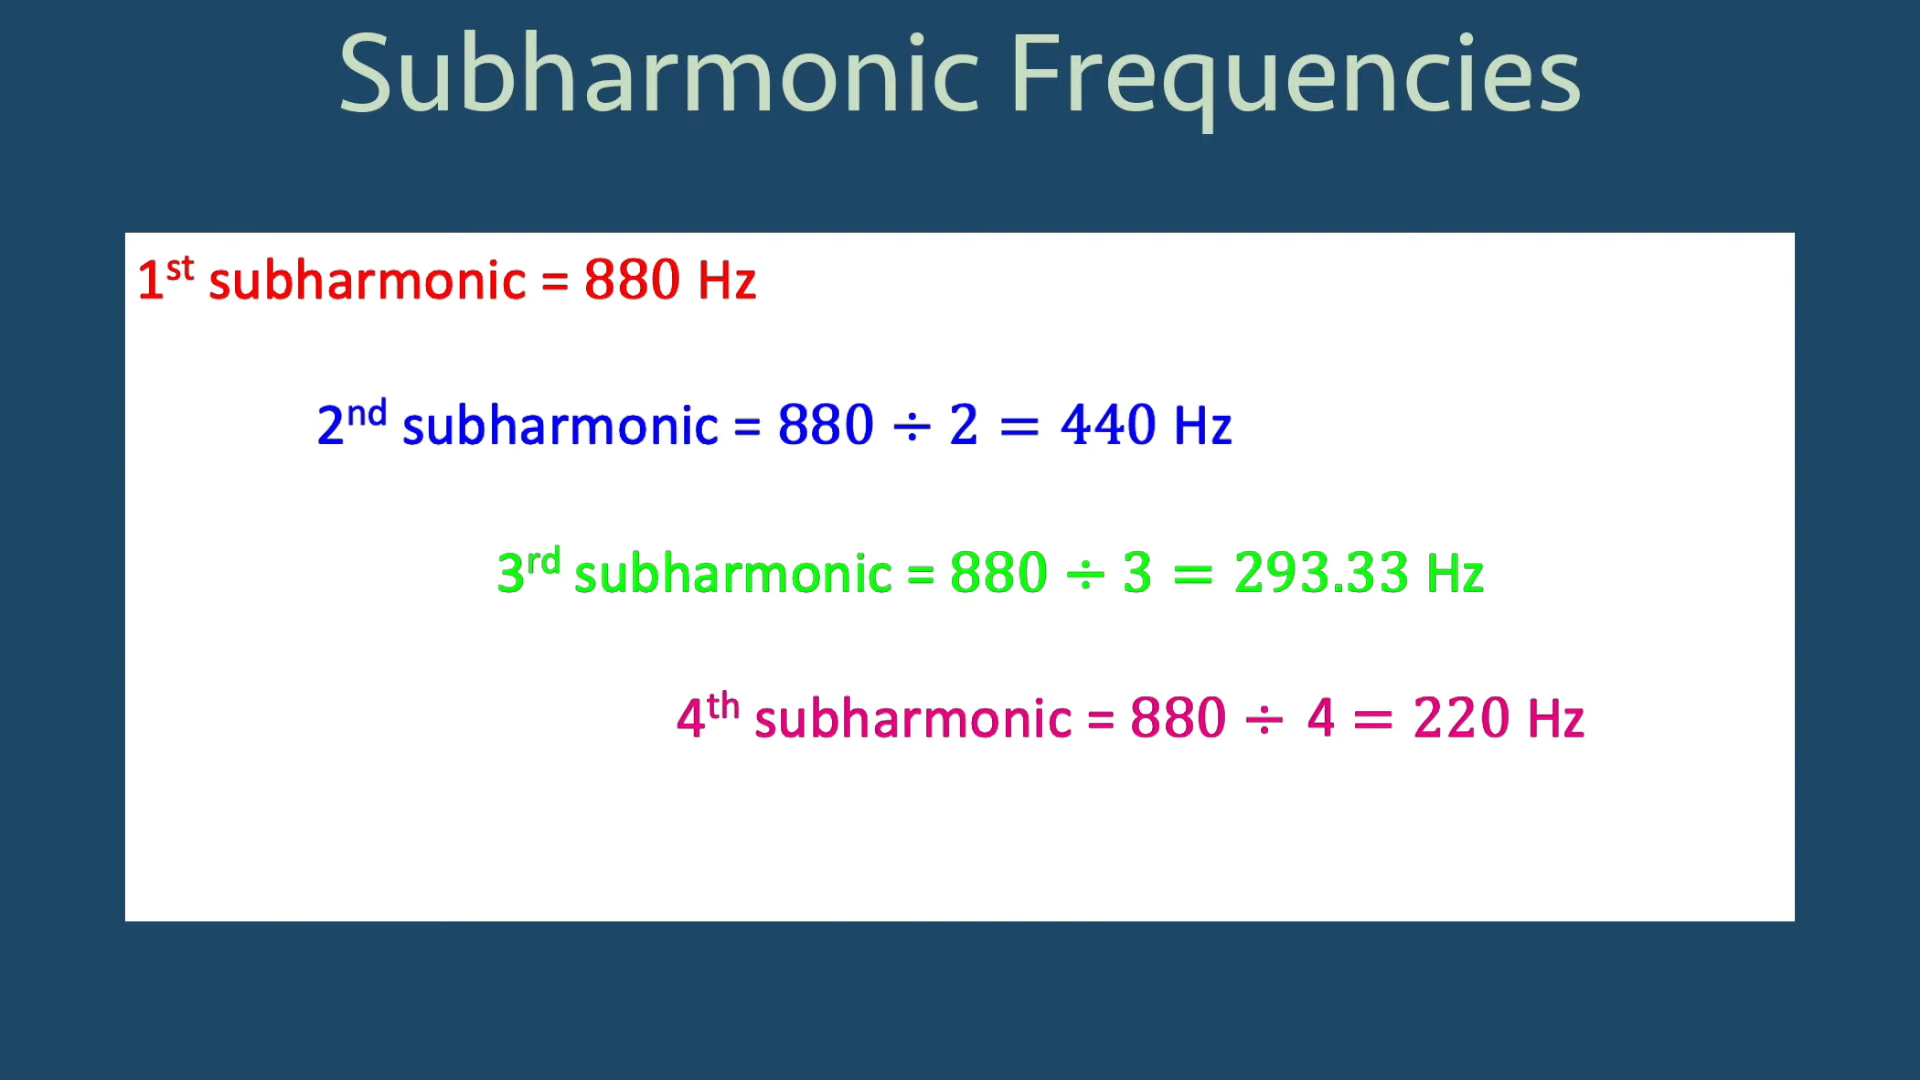 Subharmonic Frequencies
1st subharmonic = 880 Hz
2nd subharmonic = 880 ÷ 2 = 440 Hz
3rd subharmonic = 880 ÷ 3 = 293.33 Hz
4th subharmonic = 880 ÷ 4 = 220 Hz